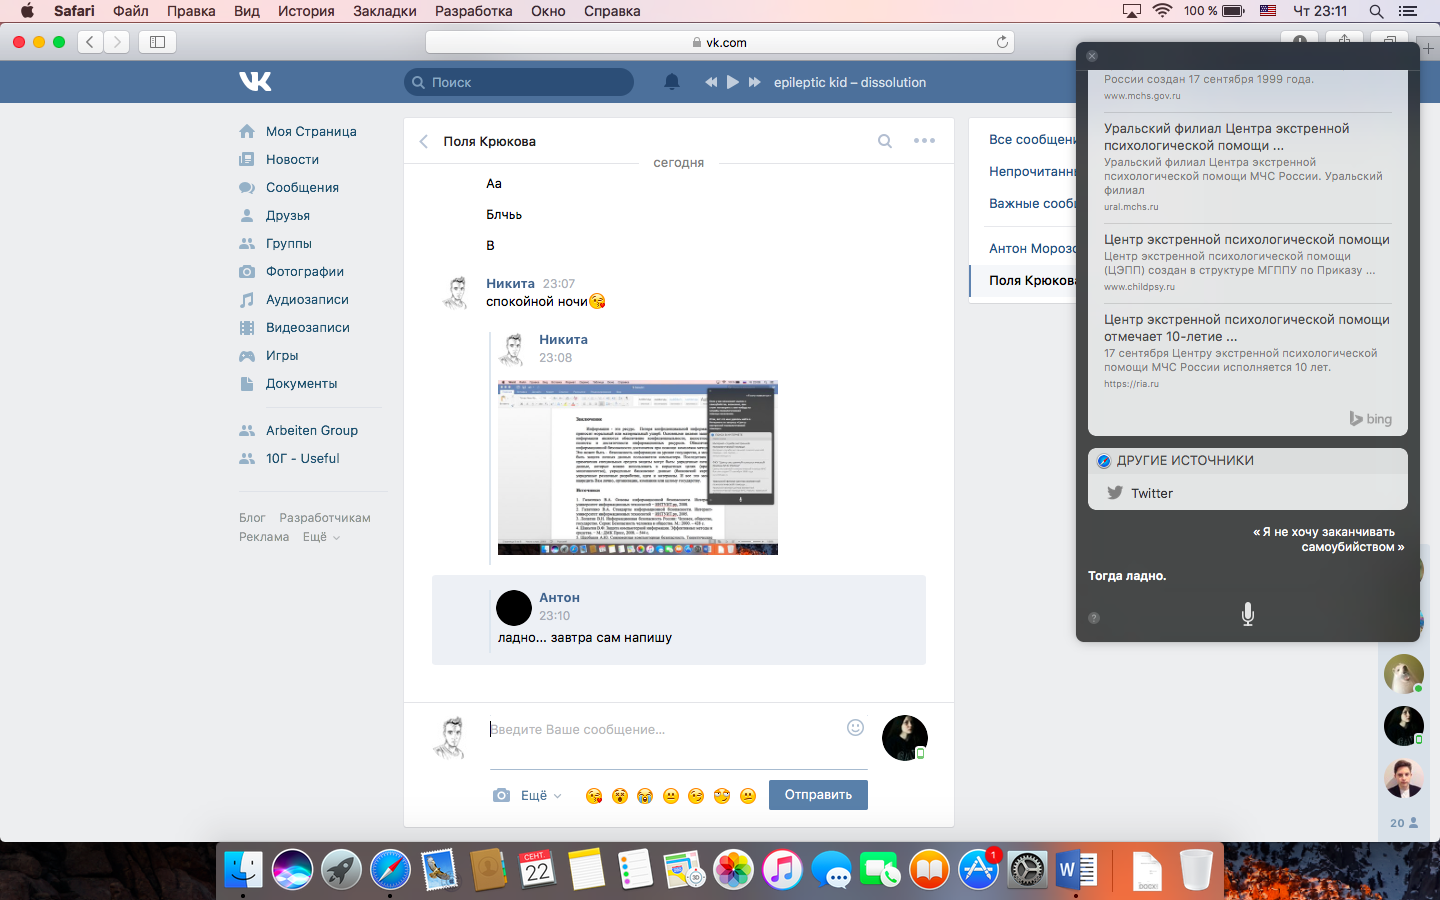 Safari Файл Правка Вид История Закладки Разработка Окно Справка 100 % Чт 23:11
vk.com
Поиск
epileptic kid – dissolution
Моя Страница
Новости
Сообщения
Друзья
Группы
Фотографии
Аудиозаписи
Видеозаписи
Игры
Документы
Arbeiten Group
10Г - Useful
Блог Разработчикам
Реклама Ещё
Поля Крюкова
сегодня
Аа
Блчьь
В
Никита 23:07
спокойной ночи😘
Никита
23:08
Заключение
Источники
Антон
23:10
ладно... завтра сам напишу
Введите Ваше сообщение...
Ещё
Отправить
Все сообщени
Непрочитанны
Важные сооб
Антон Морозо
Поля Крюкова
России создан 17 сентября 1999 года.
www.mchs.gov.ru
Уральский филиал Центра экстренной
психологической помощи ...
Уральский филиал Центра экстренной
психологической помощи МЧС России. Уральский
филиал
ural.mchs.ru
Центр экстренной психологической помощи
Центр экстренной психологической помощи
(ЦЭПП) создан в структуре МГППУ по Приказу ...
www.childpsy.ru
Центр экстренной психологической помощи
отмечает 10-летие ...
17 сентября Центру экстренной психологической
помощи МЧС России исполняется 10 лет.
https://ria.ru
bing
ДРУГИЕ ИСТОЧНИКИ
Twitter
« Я не хочу заканчивать
самоубийством »
Тогда ладно.
?
20
СЕНТ.
22
1
W
DOCX